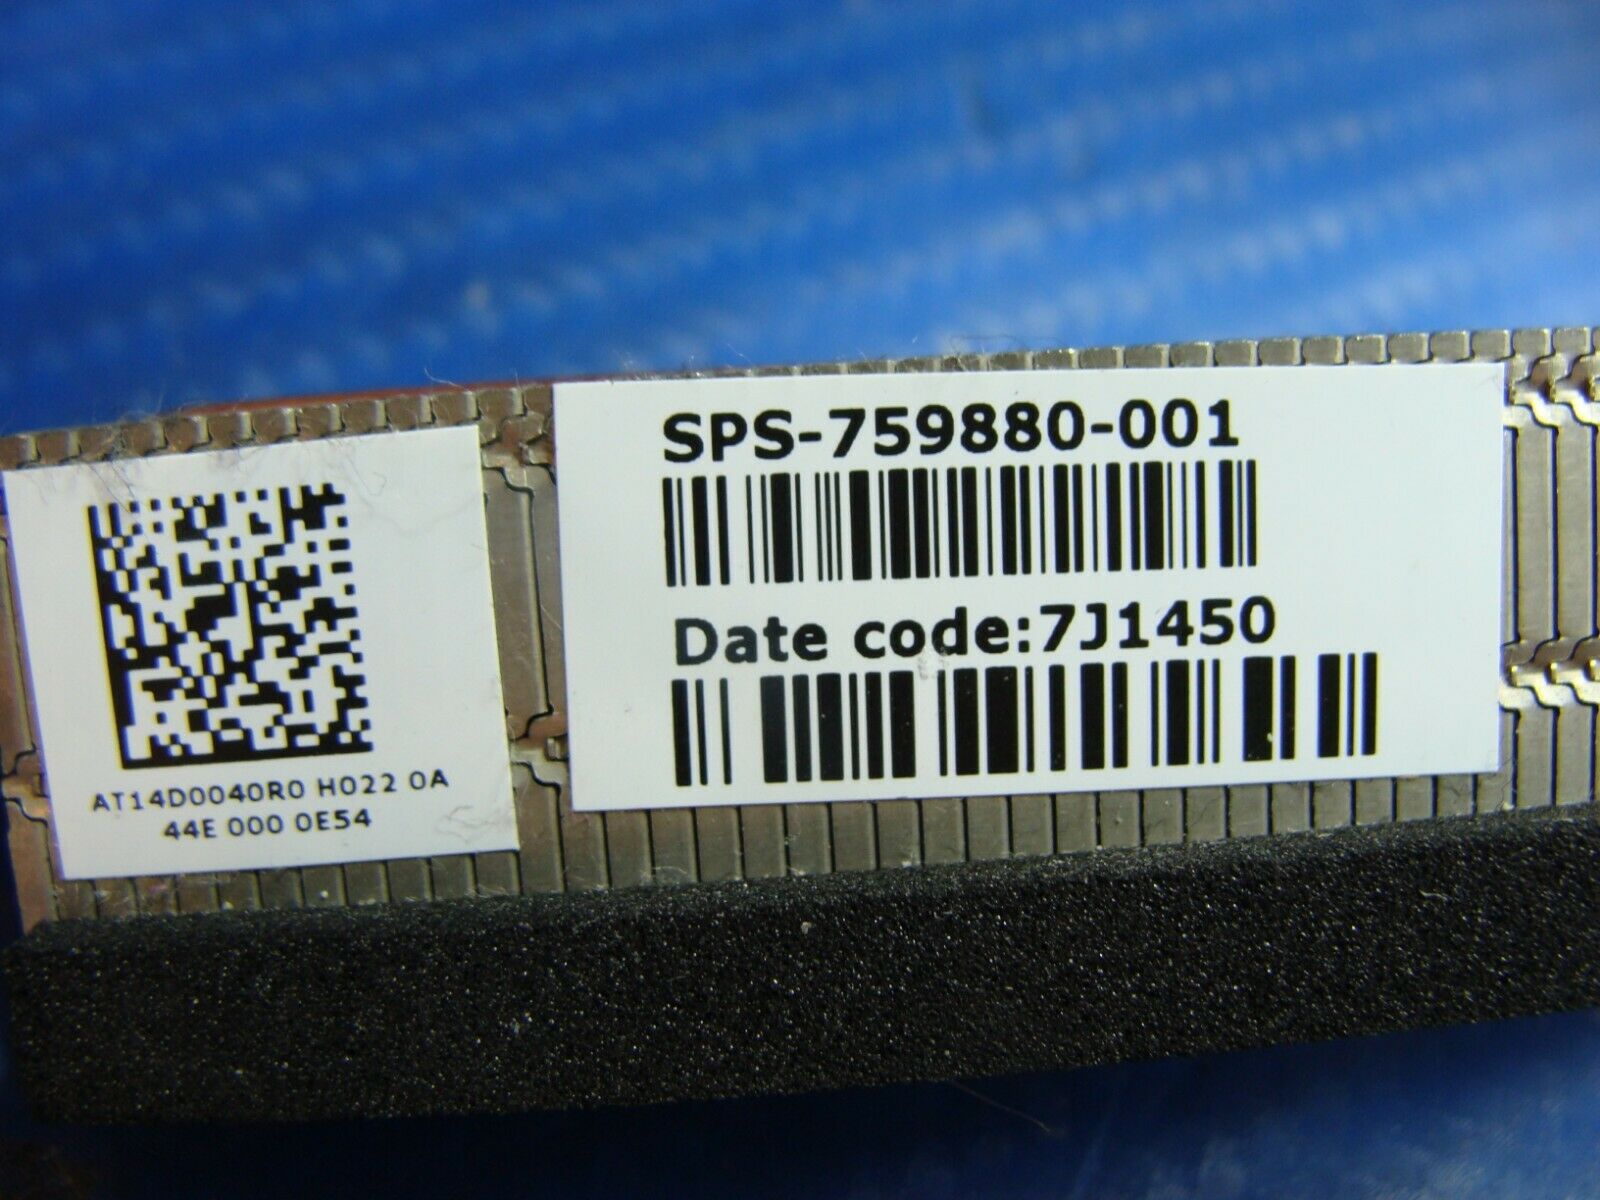 AT14D0040R0 H022 0A
44E 000 0E54
SPS-759880-001
Date code:7J1450